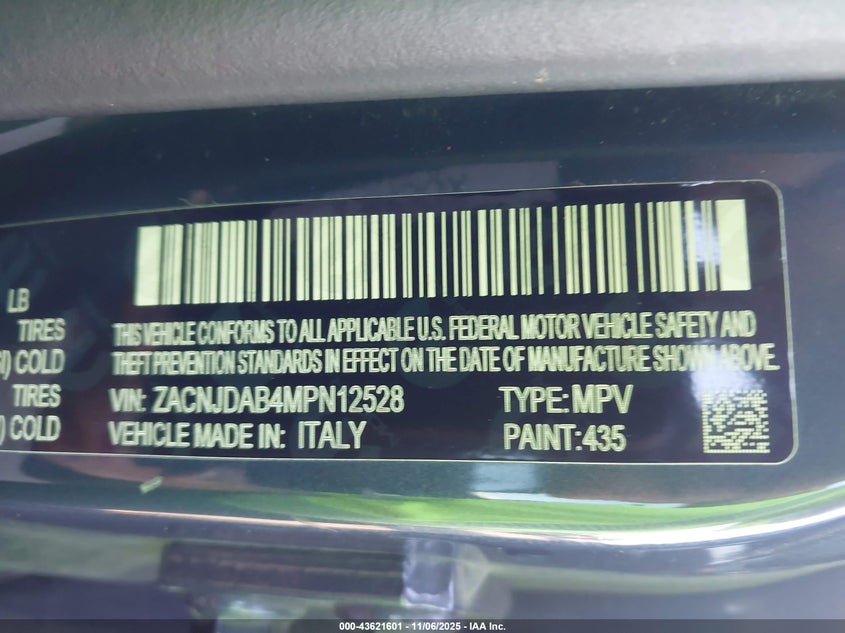 LB
TIRES
COLD
TIRES
COLD
THIS VEHICLE CONFORMS TO ALL APPLICABLE U.S. FEDERAL MOTOR VEHICLE SAFETY AND
THEFT PREVENTION STANDARDS IN EFFECT ON THE DATE OF MANUFACTURE SHOWN ABOVE.
VIN: ZACNJDAB4MPN12528 TYPE: MPV
VEHICLE MADE IN: ITALY PAINT: 435
000-43621601 - 11/06/2025 - IAA Inc.